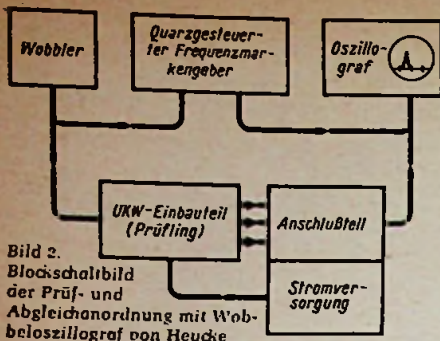 Wobbler
Quarzgesteuer-
ter Frequenzmar-
kengeber
Oszillo-
graf
UKW-Einbauteil
(Prüfling)
Anschlußteil
Stromver-
sorgung
Bild 2.
Blockschaltbild
der Prüf- und
Abgleichanordnung mit Wob-
beloszillograf von Heucke